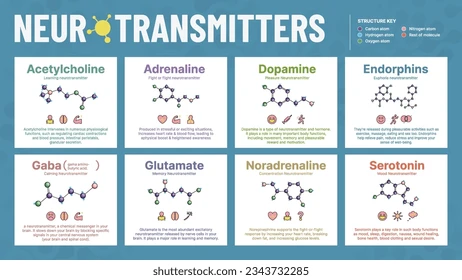 NEUR TRANSMITTERS
STRUCTURE KEY
Carbon atom
Hydrogen atom
Oxygen atom
Nitrogen atom
Rest of molecule
Acetylcholine
Learning neurotransmitter
Acetylcholine intervenes in numerous physiological
functions, such as regulating cardiac contractions
and blood pressure, intestinal peristalsis,
glandular secretion.
Adrenaline
Fight or flight neurotransmitter
Produced in stressful or exciting situations.
Increases heart rate & blood flow, leading to
a physical boost & heightened awareness.
Dopamine
Pleasure Neurotransmitter
Dopamine is a type of neurotransmitter and hormone.
It plays a role in many important body functions,
including movement, memory and pleasurable
reward and motivation
Endorphins
Euphoria neurotransmitter
They're released during pleasurable activities such as
exercise, massage, eating and sex
help relieve pain, reduce stress and improve your
sense of well-being.
Gaba (gama-amino-butyric acid)
Calming Neurotransmitter
a neurotransmitter, a chemical messenger in your
brain. It slows down your brain by blocking specific
signals in your central nervous system
(your brain and spinal cord).
Glutamate
Memory Neurotransmitter
Glutamate is the most abundant excitatory
neurotransmitter released by nerve cells in your
brain. It plays a major role in learning and memory.
Noradrenaline
Concentration Neurotransmitter
supports the fight or flight
response by increasing your heart rate, breaking
down fat, and increasing glucose levels.
Serotonin
Mood Neurotransmitter
Serotonin plays a key role in such body functions
as mood, sleep, digestion, nausea, wound healing,
bone health, blood clotting and sexual desire.
shutterstock
IMAGE ID: 2343732285
www.shutterstock.com